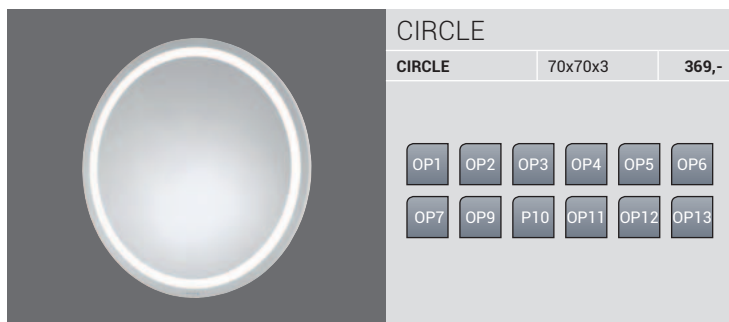 CIRCLE
CIRCLE 70x70x3 369,-
OP1 OP2 OP3 OP4 OP5 OP6
OP7 OP9 P10 OP11 OP12 OP13